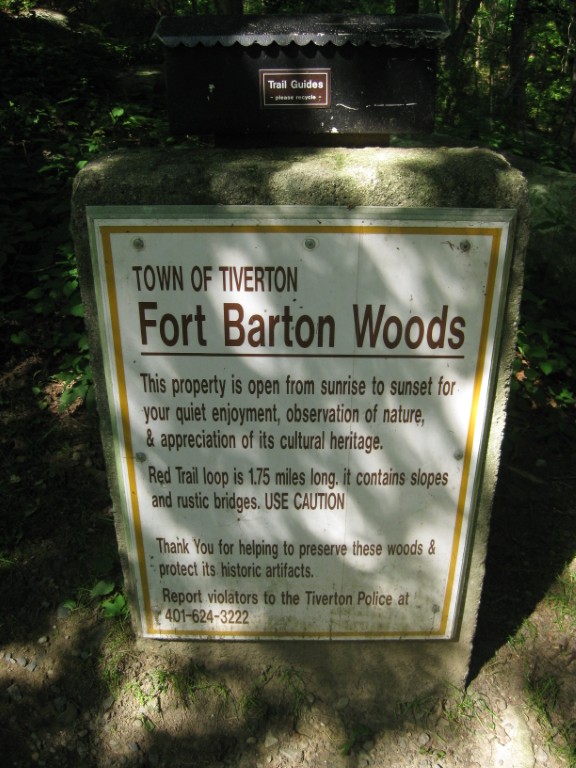 Trail Guides
- please recycle -
TOWN OF TIVERTON
Fort Barton Woods
This property is open from sunrise to sunset for
your quiet enjoyment, observation of nature,
& appreciation of its cultural heritage.
Red Trail loop is 1.75 miles long. it contains slopes
and rustic bridges. USE CAUTION
Thank You for helping to preserve these woods &
protect its historic artifacts.
Report violators to the Tiverton Police at
401-624-3222